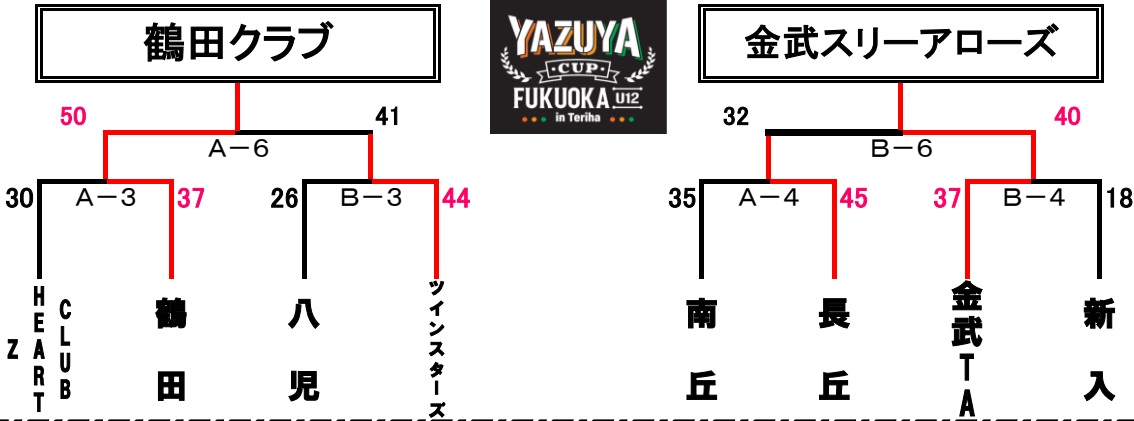 鶴田クラブ
YAZUYA
CUP
FUKUOKA U12
in Teriha
金武スリーアローズ
50
41
A－6
32
40
B－6
30
A－3
37
26
B－3
44
35
A－4
45
37
B－4
18
HEART
CLUB
Z
鶴田
八児
ツインスターズ
南丘
長丘
金武TA
新入